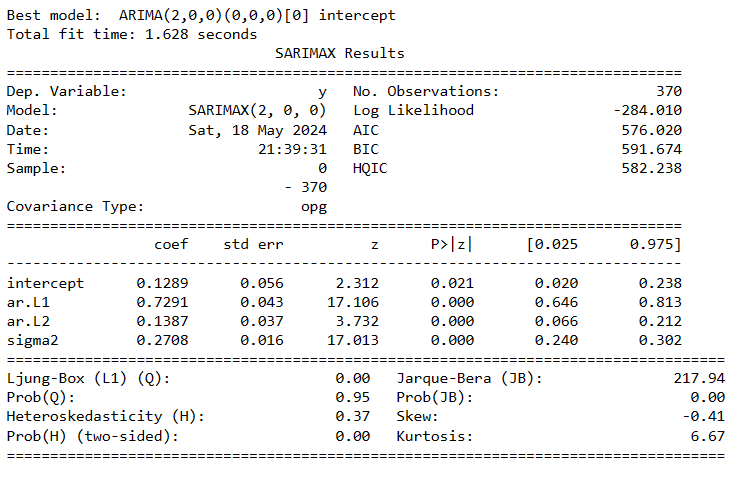 Best model:  ARIMA(2,0,0)(0,0,0)[0] intercept
Total fit time: 1.628 seconds
                               SARIMAX Results
==============================================================================
Dep. Variable:                      y   No. Observations:                  370
Model:               SARIMAX(2, 0, 0)   Log Likelihood                -284.010
Date:                Sat, 18 May 2024   AIC                            576.020
Time:                        21:39:31   BIC                            591.674
Sample:                             0   HQIC                           582.238
                                - 370
Covariance Type:                  opg
==============================================================================
                 coef    std err          z      P>|z|      [0.025      0.975]
------------------------------------------------------------------------------
intercept      0.1289      0.056      2.312      0.021       0.020       0.238
ar.L1          0.7291      0.043     17.106      0.000       0.646       0.813
ar.L2          0.1387      0.037      3.732      0.000       0.066       0.212
sigma2         0.2708      0.016     17.013      0.000       0.240       0.302
===================================================================================
Ljung-Box (L1) (Q):                   0.00   Jarque-Bera (JB):               217.94
Prob(Q):                              0.95   Prob(JB):                         0.00
Heteroskedasticity (H):               0.37   Skew:                            -0.41
Prob(H) (two-sided):                  0.00   Kurtosis:                         6.67
===================================================================================